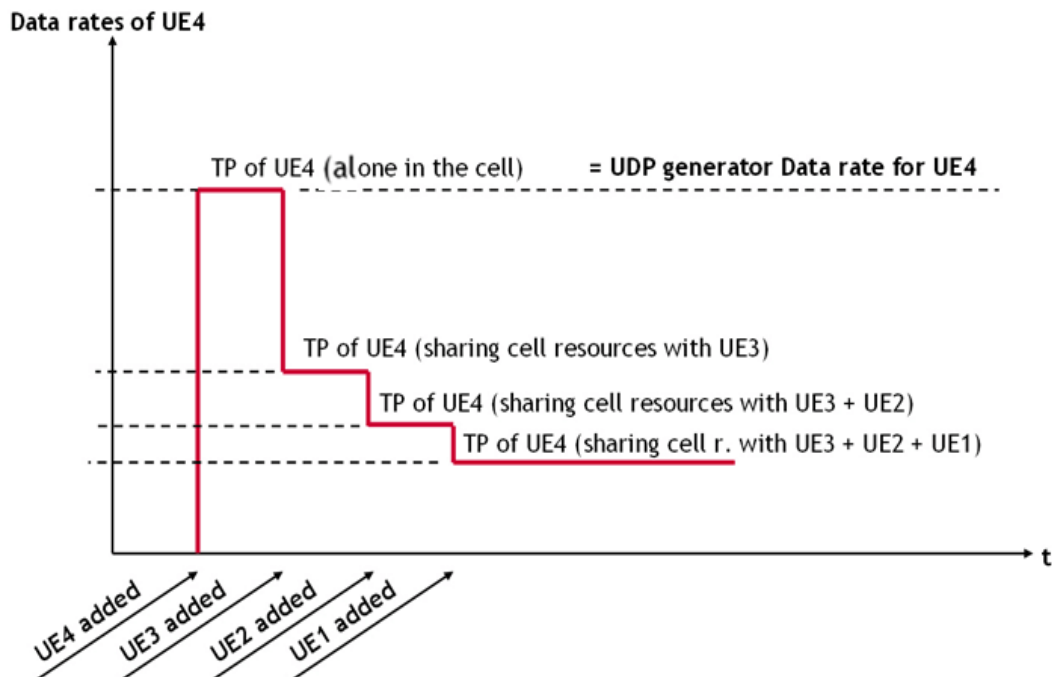 Data rates of UE4
TP of UE4 (alone in the cell) = UDP generator Data rate for UE4
TP of UE4 (sharing cell resources with UE3)
TP of UE4 (sharing cell resources with UE3 + UE2)
TP of UE4 (sharing cell r. with UE3 + UE2 + UE1)
t
UE4 added
UE3 added
UE2 added
UE1 added